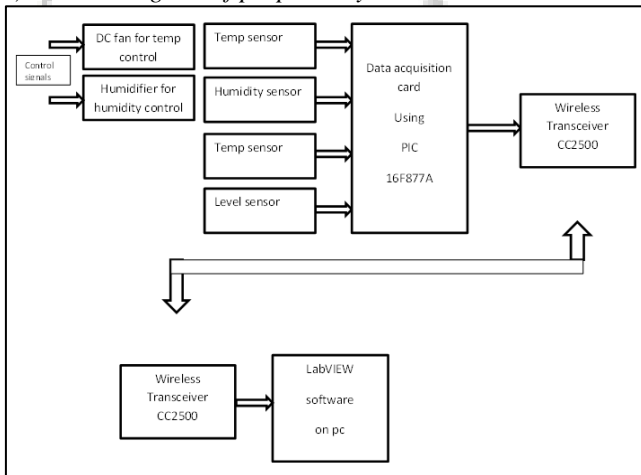 Control
signals
DC fan for temp
control
Humidifier for
humidity control
Temp sensor
Humidity sensor
Temp sensor
Level sensor
Data acquisition
card
Using
PIC
16F877A
Wireless
Transceiver
CC2500
Wireless
Transceiver
CC2500
LabVIEW
software
on pc